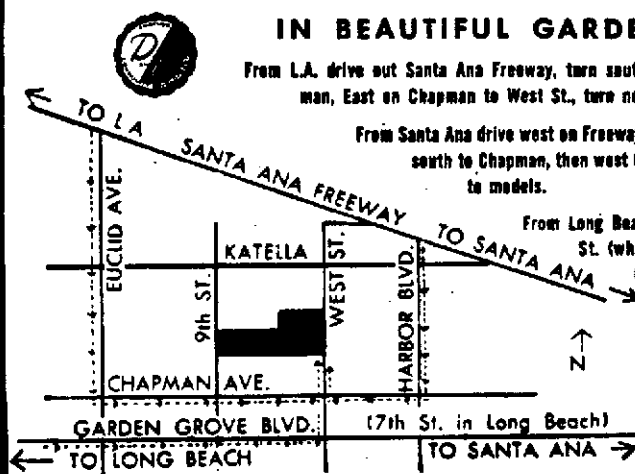 D
IN BEAUTIFUL GARDE
From L.A. drive out Santa Ana Freeway, turn sout
man, East on Chapman to West St., turn no
From Santa Ana drive west on Freeway
south to Chapman, then west
to models.
From Long Bea
St. (wh
TO L A
SANTA ANA FREEWAY
TO SANTA ANA
EUCLID AVE.
9th ST.
KATELLA
WEST ST.
HARBOR BLVD.
N
CHAPMAN AVE.
GARDEN GROVE BLVD.
(7th St. in Long Beach)
TO LONG BEACH
TO SANTA ANA